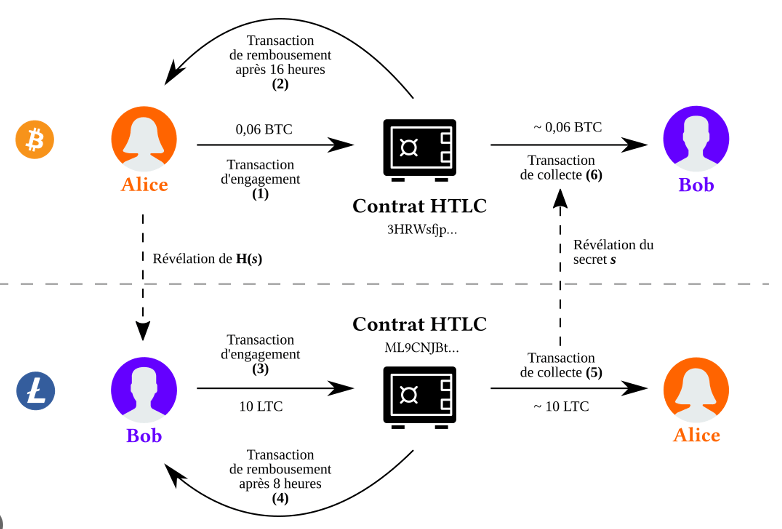 Transaction
de rembousement
après 16 heures
(2)
0,06 BTC
Transaction
d'engagement
(1)
Alice
Contrat HTLC
3HRWsfjp...
~ 0,06 BTC
Transaction
de collecte (6)
Bob
Révélation de H(s)
Révélation du
secret s
Transaction
d'engagement
(3)
10 LTC
Bob
Contrat HTLC
ML9CNJBt...
Transaction
de collecte (5)
~ 10 LTC
Alice
Transaction
de rembousement
après 8 heures
(4)